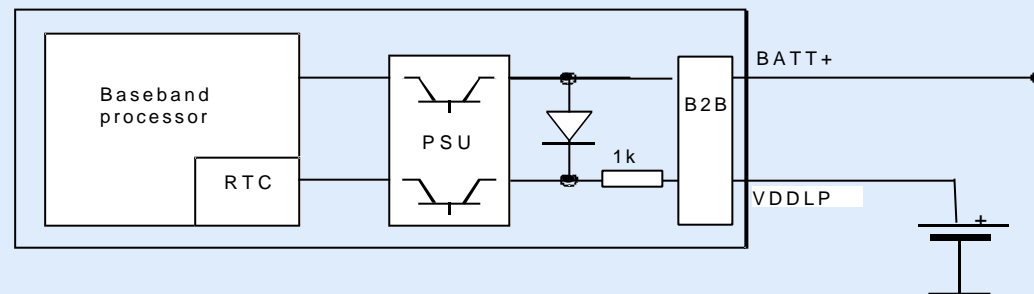 BATT+
Baseband
processor
B2B
PSU
1k
RTC
VDDLP
+